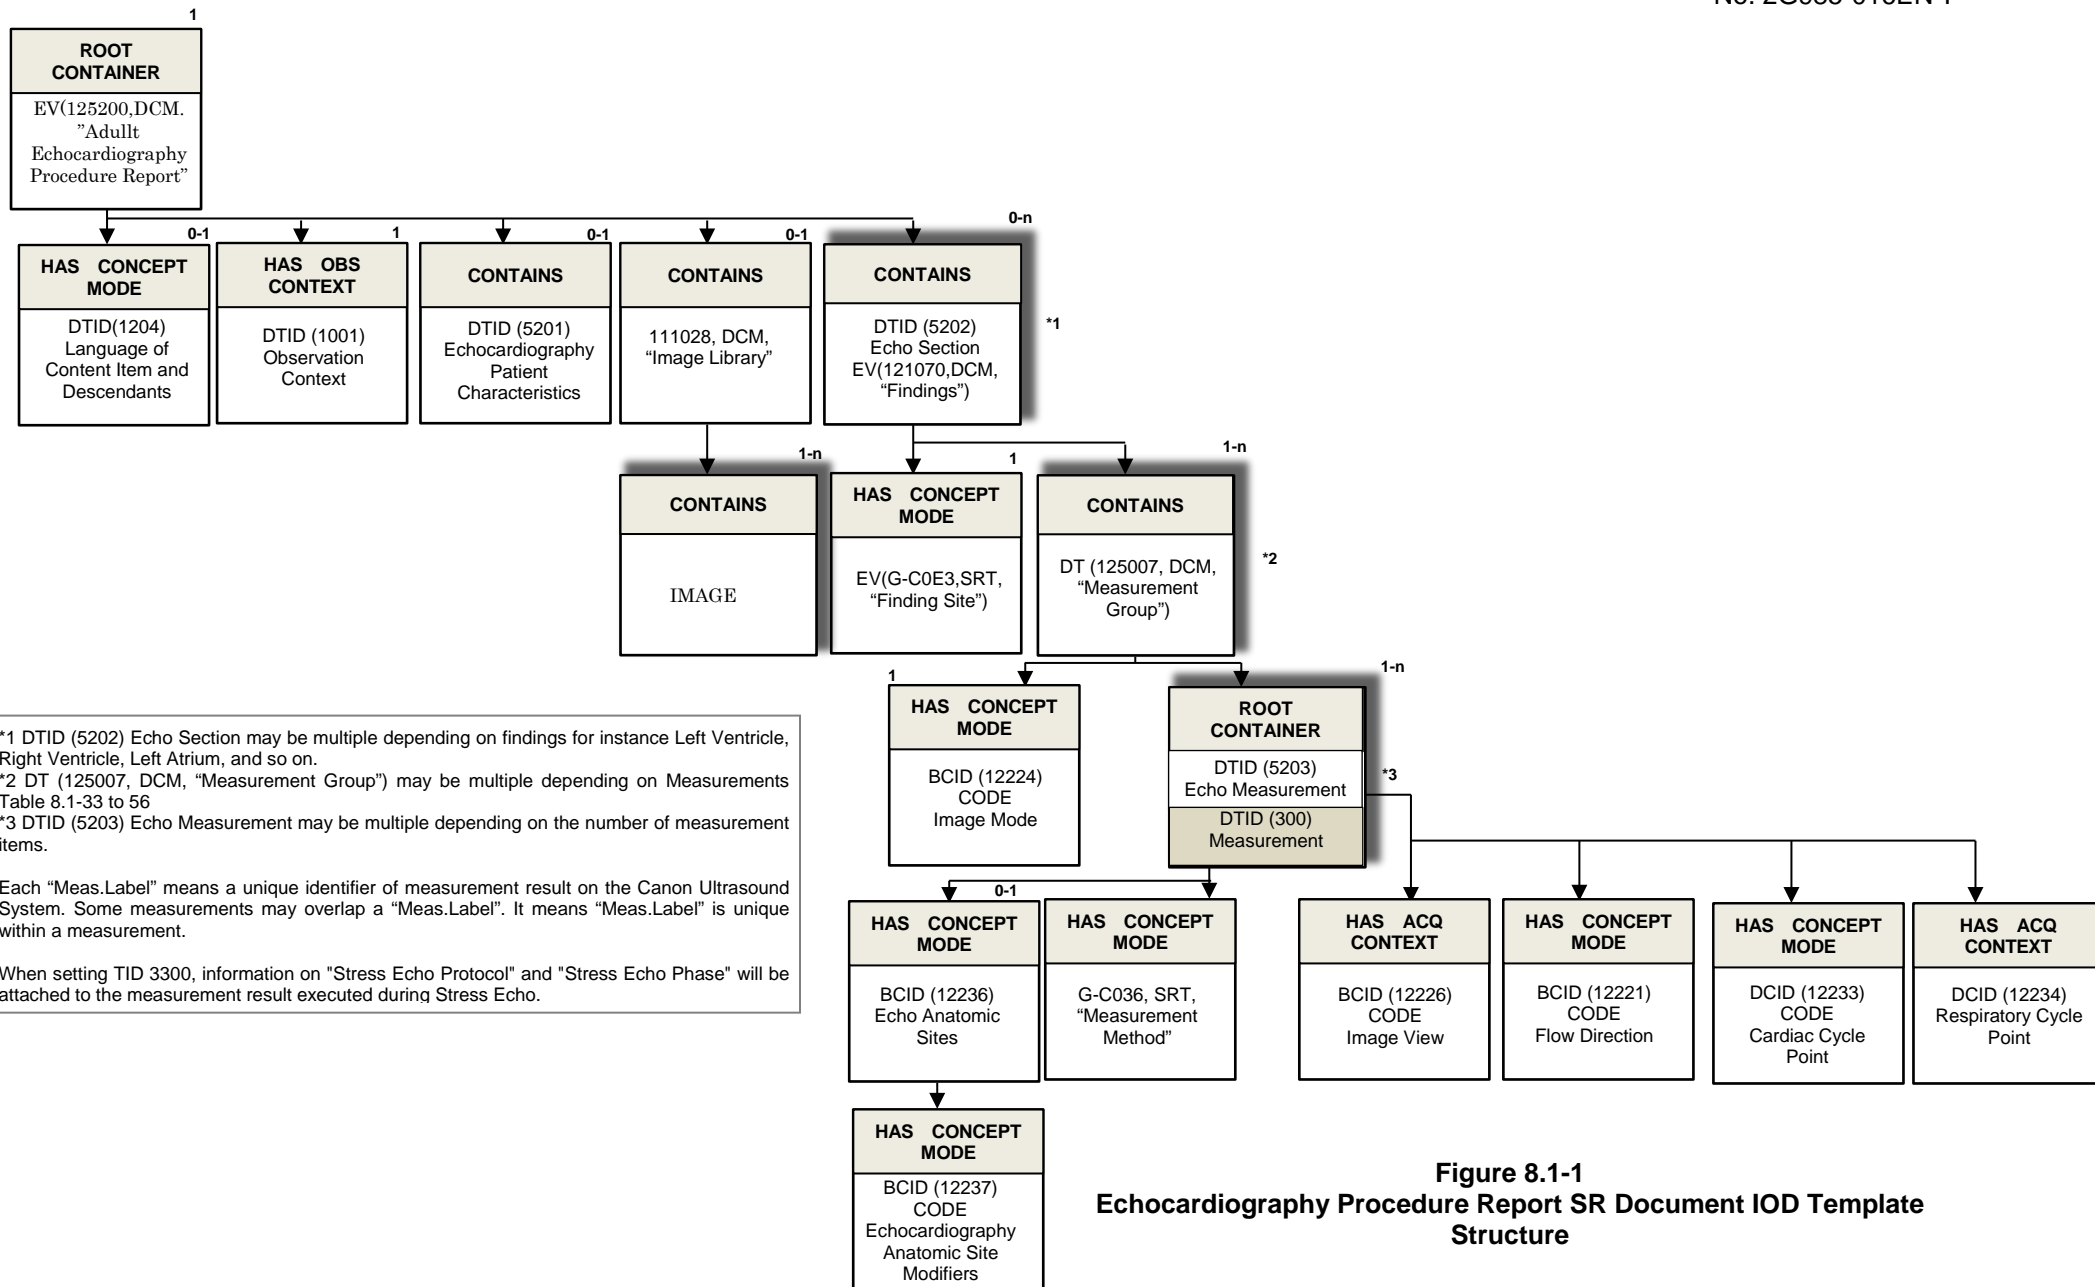 1
ROOT
CONTAINER
EV(125200,DCM.
”Adullt
Echocardiography
Procedure Report”
0-1
HAS CONCEPT
MODE
DTID(1204)
Language of
Content Item and
Descendants
1
HAS OBS
CONTEXT
DTID (1001)
Observation
Context
0-1
CONTAINS
DTID (5201)
Echocardiography
Patient
Characteristics
0-1
CONTAINS
111028, DCM,
“Image Library”
0-n
CONTAINS
DTID (5202)
Echo Section
EV(121070,DCM,
“Findings”)
*1
1-n
CONTAINS
IMAGE
1
HAS CONCEPT
MODE
EV(G-C0E3,SRT,
“Finding Site”)
1-n
CONTAINS
DT (125007, DCM,
“Measurement
Group”)
*2
1
HAS CONCEPT
MODE
BCID (12224)
CODE
Image Mode
1-n
ROOT
CONTAINER
DTID (5203)
Echo Measurement
DTID (300)
Measurement
*3
*1 DTID (5202) Echo Section may be multiple depending on findings for instance Left Ventricle,
Right Ventricle, Left Atrium, and so on.
*2 DT (125007, DCM, “Measurement Group”) may be multiple depending on Measurements
Table 8.1-33 to 56
*3 DTID (5203) Echo Measurement may be multiple depending on the number of measurement
items.
Each “Meas.Label” means a unique identifier of measurement result on the Canon Ultrasound
System. Some measurements may overlap a “Meas.Label”. It means “Meas.Label” is unique
within a measurement.
When setting TID 3300, information on "Stress Echo Protocol" and "Stress Echo Phase" will be
attached to the measurement result executed during Stress Echo.
0-1
HAS CONCEPT
MODE
BCID (12236)
Echo Anatomic
Sites
HAS CONCEPT
MODE
G-C036, SRT,
“Measurement
Method”
HAS ACQ
CONTEXT
BCID (12226)
CODE
Image View
HAS CONCEPT
MODE
BCID (12221)
CODE
Flow Direction
HAS CONCEPT
MODE
DCID (12233)
CODE
Cardiac Cycle
Point
HAS ACQ
CONTEXT
DCID (12234)
Respiratory Cycle
Point
HAS CONCEPT
MODE
BCID (12237)
CODE
Echocardiography
Anatomic Site
Modifiers
Figure 8.1-1
Echocardiography Procedure Report SR Document IOD Template
Structure